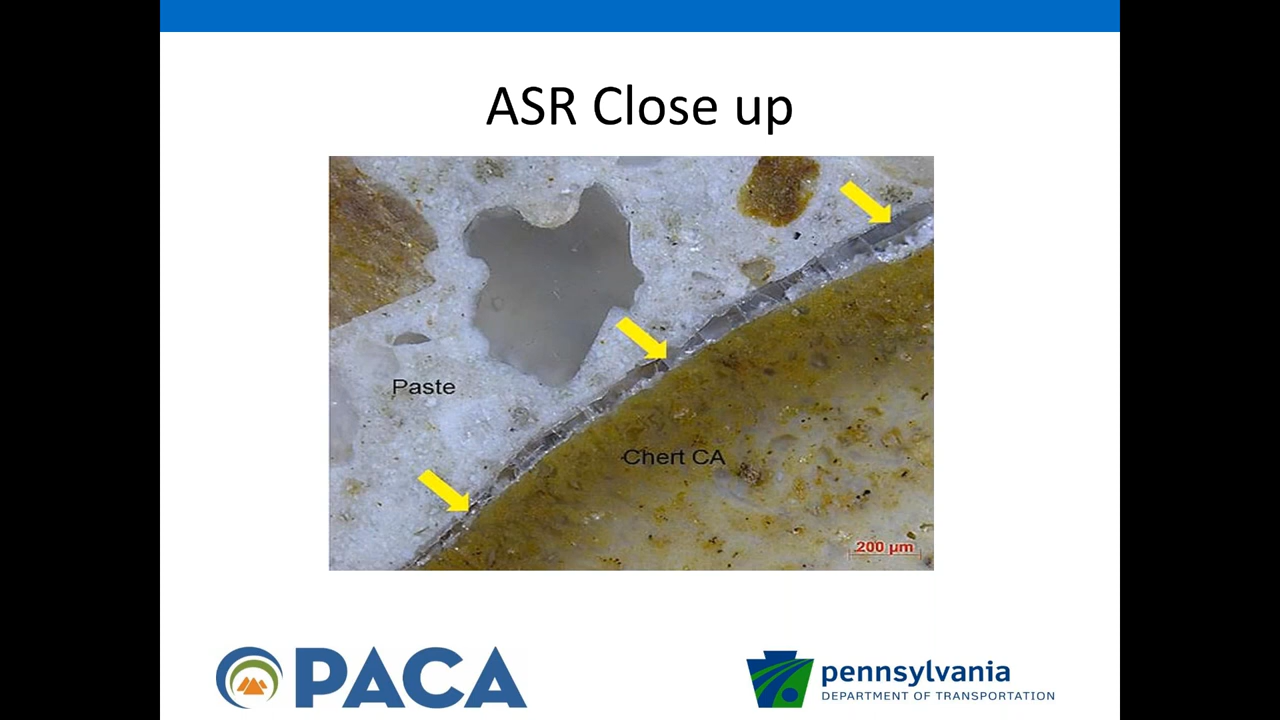 ASR Close up
Paste
Chert CA
200 µm
PACA
pennsylvania
DEPARTMENT OF TRANSPORTATION